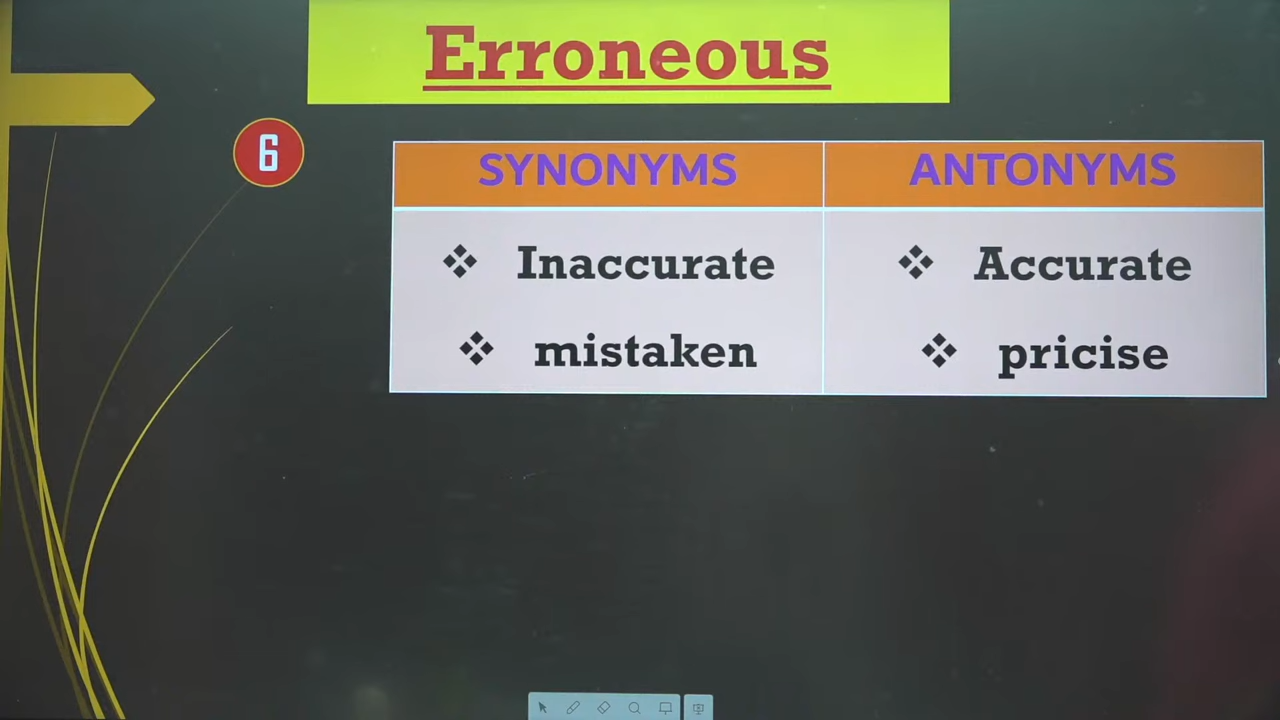 Erroneous
6
SYNONYMS ANTONYMS
❖ Inaccurate ❖ Accurate
❖ mistaken ❖ pricise